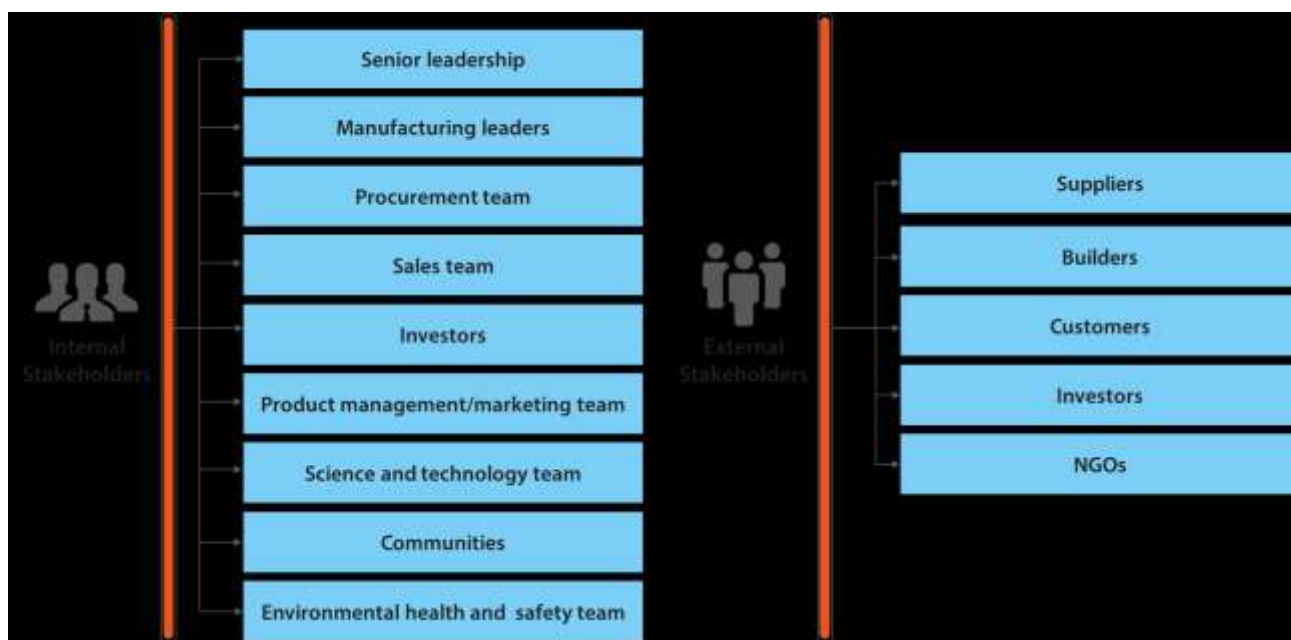 Internal
Stakeholders
Senior leadership
Manufacturing leaders
Procurement team
Sales team
Investors
Product management/marketing team
Science and technology team
Communities
Environmental health and safety team
External
Stakeholders
Suppliers
Builders
Customers
Investors
NGOs